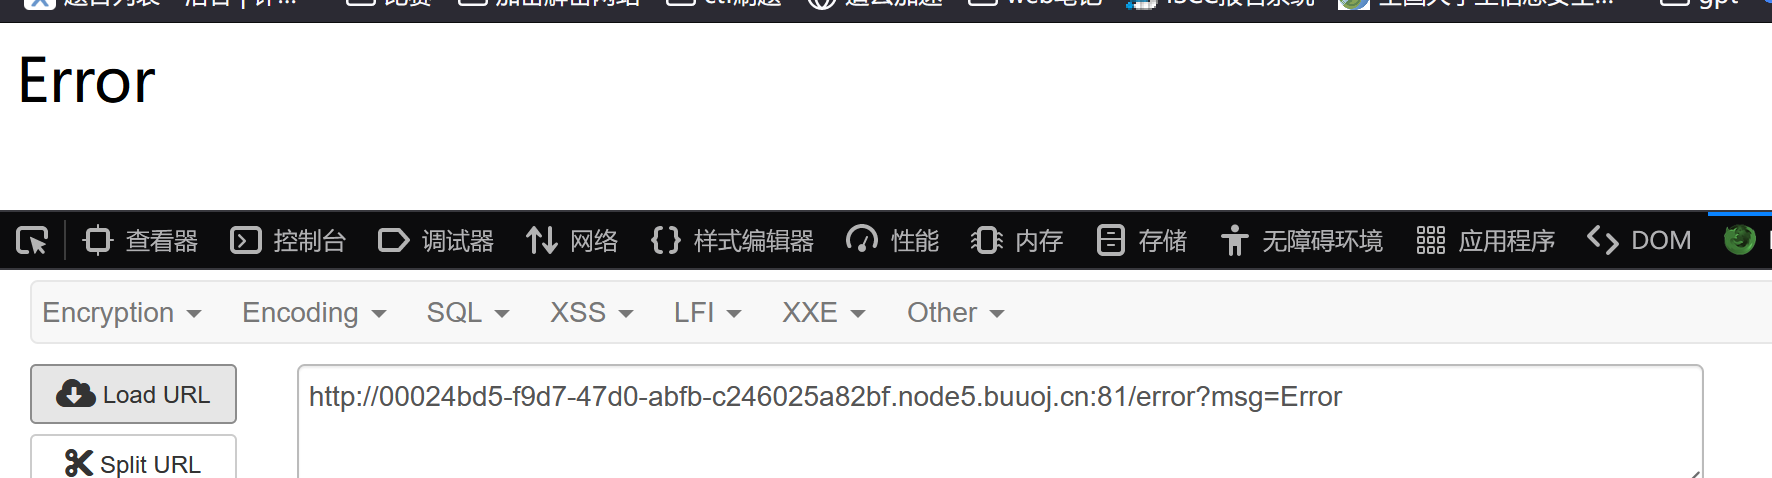 Error
查看器 控制台 调试器 网络 样式编辑器 性能 内存 存储 无障碍环境 应用程序 DOM
Encryption Encoding SQL XSS LFI XXE Other
Load URL
http://00024bd5-f9d7-47d0-abfb-c246025a82bf.node5.buuoj.cn:81/error?msg=Error
Split URL